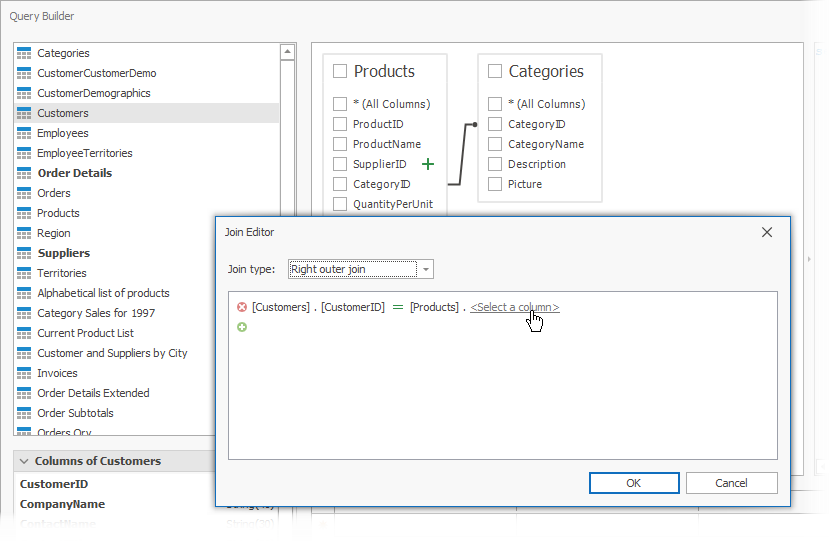 Query Builder
Categories
CustomerCustomerDemo
CustomerDemographics
Customers
Employees
EmployeeTerritories
Order Details
Orders
Products
Region
Suppliers
Territories
Alphabetical list of products
Category Sales for 1997
Current Product List
Customer and Suppliers by City
Invoices
Order Details Extended
Order Subtotals
Orders Qry
Columns of Customers
CustomerID
CompanyName
ContactName
String(30)
Products
* (All Columns)
ProductID
ProductName
SupplierID
CategoryID
QuantityPerUnit
Categories
* (All Columns)
CategoryID
CategoryName
Description
Picture
Join Editor
Join type: Right outer join
[Customers] . [CustomerID] = [Products] . <Select a column>
OK Cancel